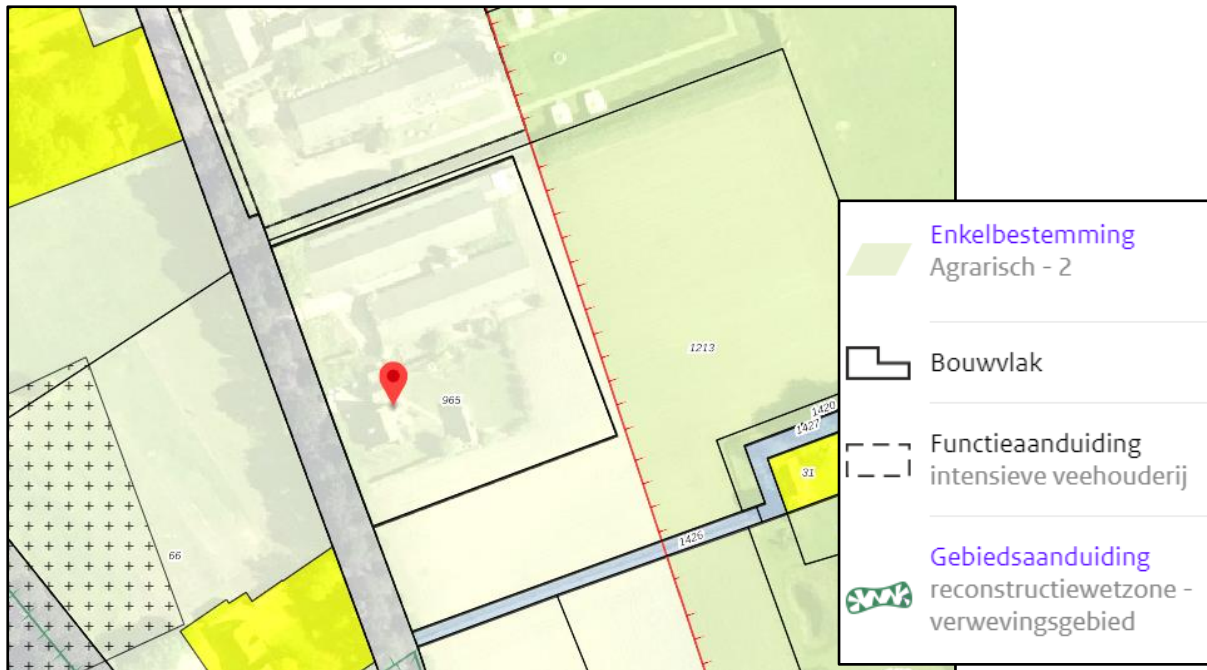 1213
965
1420
1427
31
1426
66
Enkelbestemming
Agrarisch - 2
Bouwvlak
Functieaanduiding
intensieve veehouderij
Gebiedsaanduiding
reconstructiewetzone -
verwevingsgebied